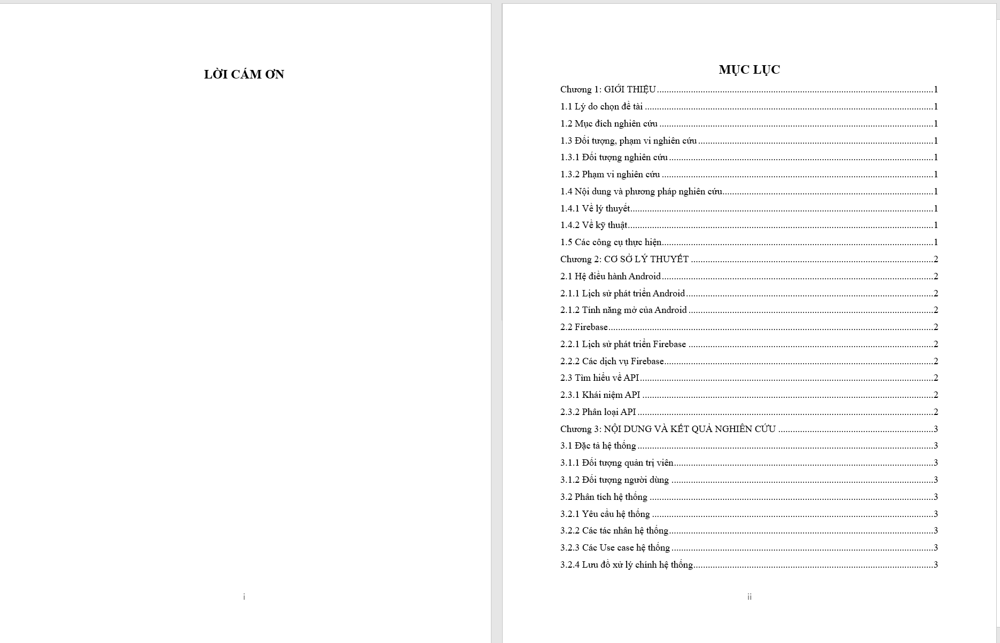 LỜI CÁM ƠN
i
MỤC LỤC
Chương 1: GIỚI THIỆU 1
1.1 Lý do chọn đề tài 1
1.2 Mục đích nghiên cứu 1
1.3 Đối tượng, phạm vi nghiên cứu 1
1.3.1 Đối tượng nghiên cứu 1
1.3.2 Phạm vi nghiên cứu 1
1.4 Nội dung và phương pháp nghiên cứu 1
1.4.1 Về lý thuyết 1
1.4.2 Về kỹ thuật 1
1.5 Các công cụ thực hiện 1
Chương 2: CƠ SỞ LÝ THUYẾT 2
2.1 Hệ điều hành Android 2
2.1.1 Lịch sử phát triển Android 2
2.1.2 Tính năng mở của Android 2
2.2 Firebase 2
2.2.1 Lịch sử phát triển Firebase 2
2.2.2 Các dịch vụ Firebase 2
2.3 Tìm hiểu về API 2
2.3.1 Khái niệm API 2
2.3.2 Phân loại API 2
Chương 3: NỘI DUNG VÀ KẾT QUẢ NGHIÊN CỨU 3
3.1 Đặc tả hệ thống 3
3.1.1 Đối tượng quản trị viên 3
3.1.2 Đối tượng người dùng 3
3.2 Phân tích hệ thống 3
3.2.1 Yêu cầu hệ thống 3
3.2.2 Các tác nhân hệ thống 3
3.2.3 Các Use case hệ thống 3
3.2.4 Lưu đồ xử lý chính hệ thống 3
ii